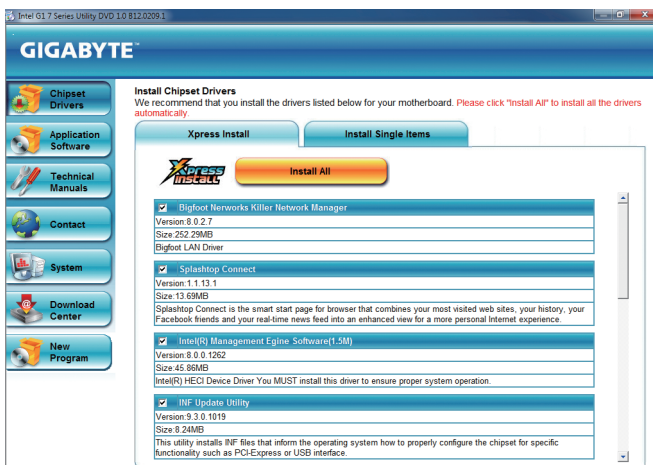 Intel G1 7 Series Utility DVD 1.0 B12.0209.1
GIGABYTE™
Chipset
Drivers
Application
Software
Technical
Manuals
Contact
System
Download
Center
New
Program
Install Chipset Drivers
We recommend that you install the drivers listed below for your motherboard. Please click "Install All" to install all the drivers
automatically.
Xpress Install
Install Single Items
Xpress
Install
Install All
Bigfoot Nerworks Killer Network Manager
Version:8.0.2.7
Size:252.29MB
Bigfoot LAN Driver
Splashtop Connect
Version:1.1.13.1
Size:13.69MB
Splashtop Connect is the smart start page for browser that combines your most visited web sites, your history, your
Facebook friends and your real-time news feed into an enhanced view for a more personal Internet experience.
Intel(R) Management Egine Software(1.5M)
Version:8.0.0.1262
Size:45.86MB
Intel(R) HECI Device Driver You MUST install this driver to ensure proper system operation.
INF Update Utility
Version:9.3.0.1019
Size:8.24MB
This utility installs INF files that inform the operating system how to properly configure the chipset for specific
functionality such as PCI-Express or USB interface.